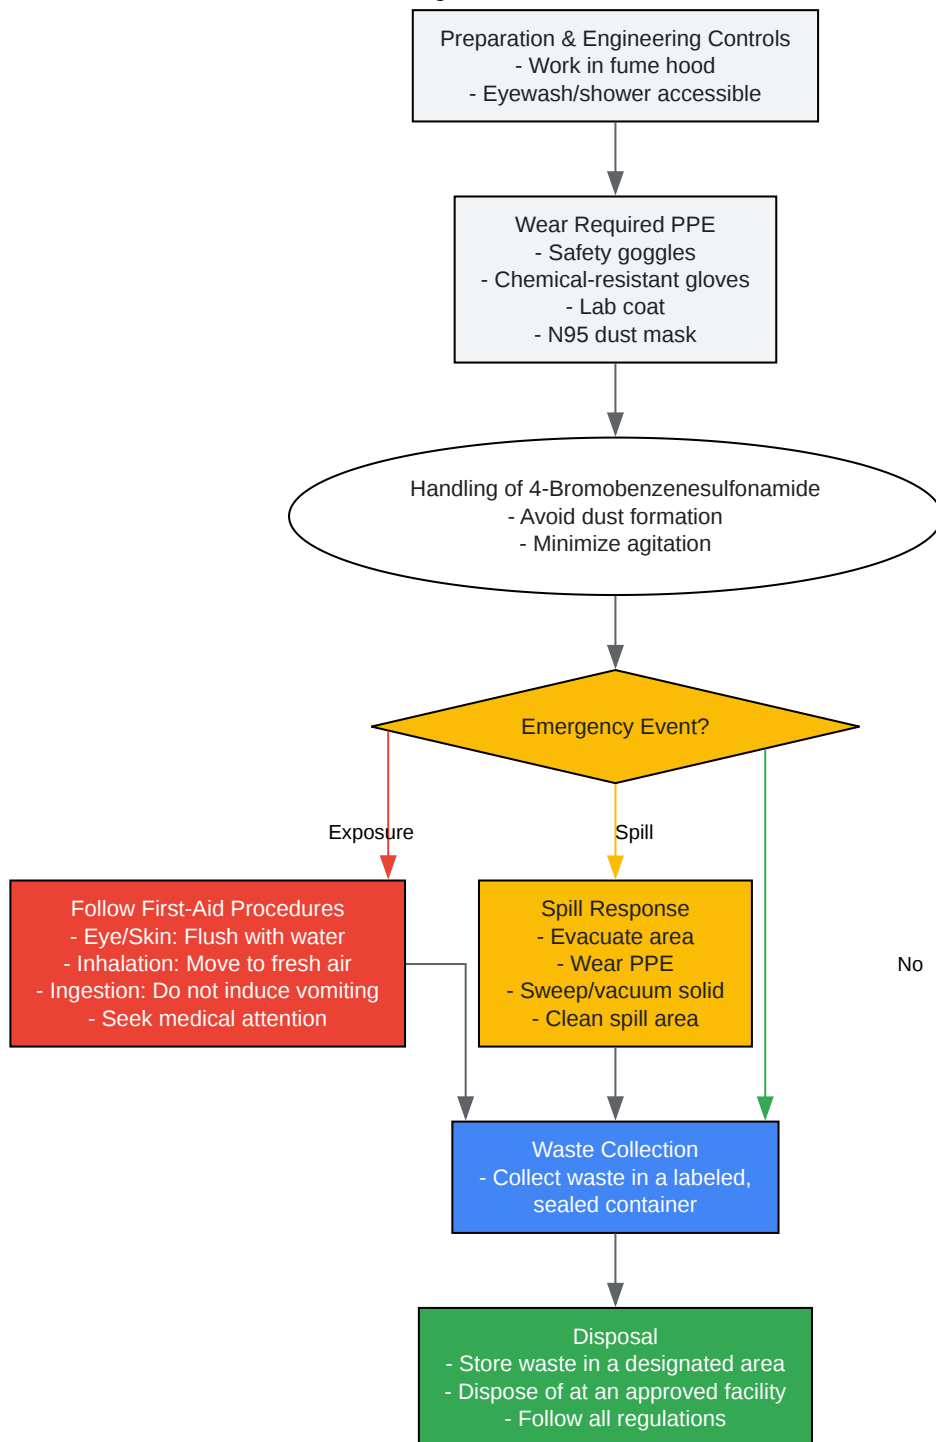 Preparation & Engineering Controls
- Work in fume hood
- Eyewash/shower accessible
Wear Required PPE
- Safety goggles
- Chemical-resistant gloves
- Lab coat
- N95 dust mask
Handling of 4-Bromobenzenesulfonamide
- Avoid dust formation
- Minimize agitation
Emergency Event?
Exposure
Spill
Follow First-Aid Procedures
- Eye/Skin: Flush with water
- Inhalation: Move to fresh air
- Ingestion: Do not induce vomiting
- Seek medical attention
Spill Response
- Evacuate area
- Wear PPE
- Sweep/vacuum solid
- Clean spill area
No
Waste Collection
- Collect waste in a labeled,
sealed container
Disposal
- Store waste in a designated area
- Dispose of at an approved facility
- Follow all regulations